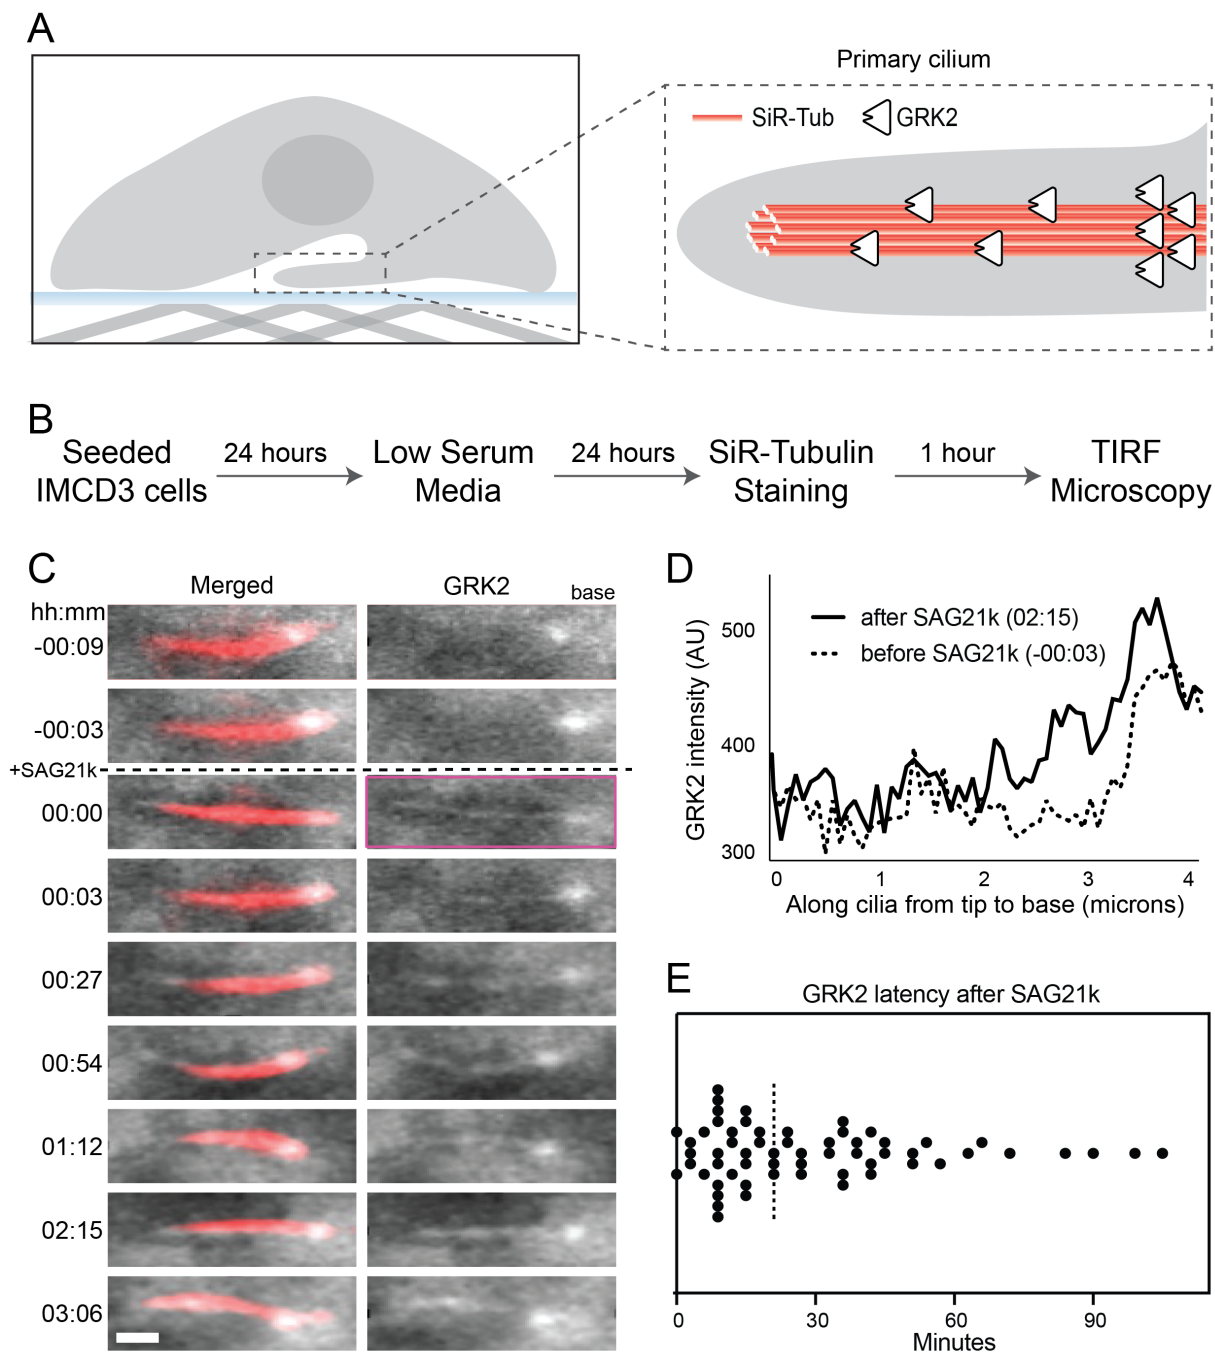 A
Primary cilium
SiR-Tub
GRK2
B
Seeded
IMCD3 cells
24 hours
Low Serum
Media
24 hours
SiR-Tubulin
Staining
1 hour
TIRF
Microscopy
C
Merged
GRK2
base
hh:mm
-00:09
-00:03
+SAG21k
00:00
00:03
00:27
00:54
01:12
02:15
03:06
D
after SAG21k (02:15)
before SAG21k (-00:03)
GRK2 intensity (AU)
500
400
300
0 1 2 3 4
Along cilia from tip to base (microns)
E
GRK2 latency after SAG21k
0 30 60 90
Minutes